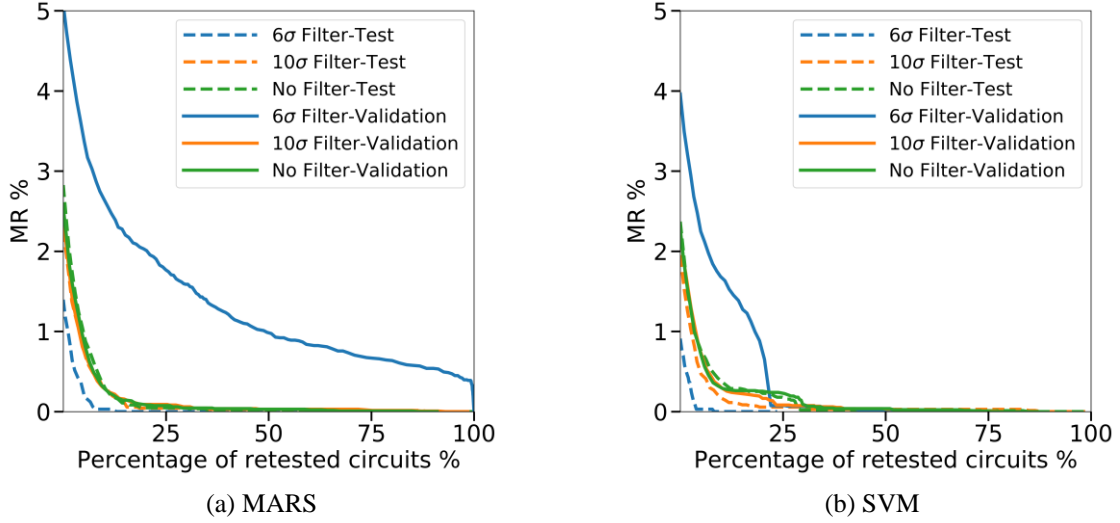 5
4
3
2
1
0
MR %
6σ Filter-Test
10σ Filter-Test
No Filter-Test
6σ Filter-Validation
10σ Filter-Validation
No Filter-Validation
25 50 75 100
Percentage of retested circuits %
(a) MARS
5
4
3
2
1
0
MR %
6σ Filter-Test
10σ Filter-Test
No Filter-Test
6σ Filter-Validation
10σ Filter-Validation
No Filter-Validation
25 50 75 100
Percentage of retested circuits %
(b) SVM